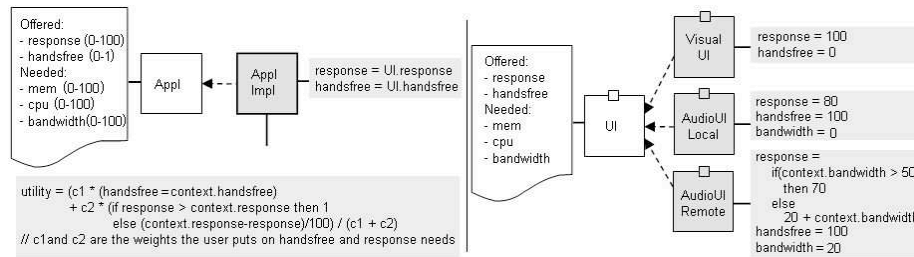 Offered:
- response (0-100)
- handsfree (0-1)
Needed:
- mem (0-100)
- cpu (0-100)
- bandwidth(0-100)
Appl
Appl
Impl
response = UI.response
handsfree = UI.handsfree
utility = (c1 * (handsfree=context.handsfree)
+ c2 * (if response > context.response then 1
else (context.response-response)/100) / (c1 + c2)
// c1and c2 are the weights the user puts on handsfree and response needs
Offered:
- response
- handsfree
Needed:
- mem
- cpu
- bandwidth
UI
Visual
UI
response = 100
handsfree = 0
AudioUI
Local
response = 80
handsfree = 100
bandwidth = 0
AudioUI
Remote
response =
if(context.bandwidth > 50
then 70
else
20 + context.bandwidth
handsfree = 100
bandwidth = 20